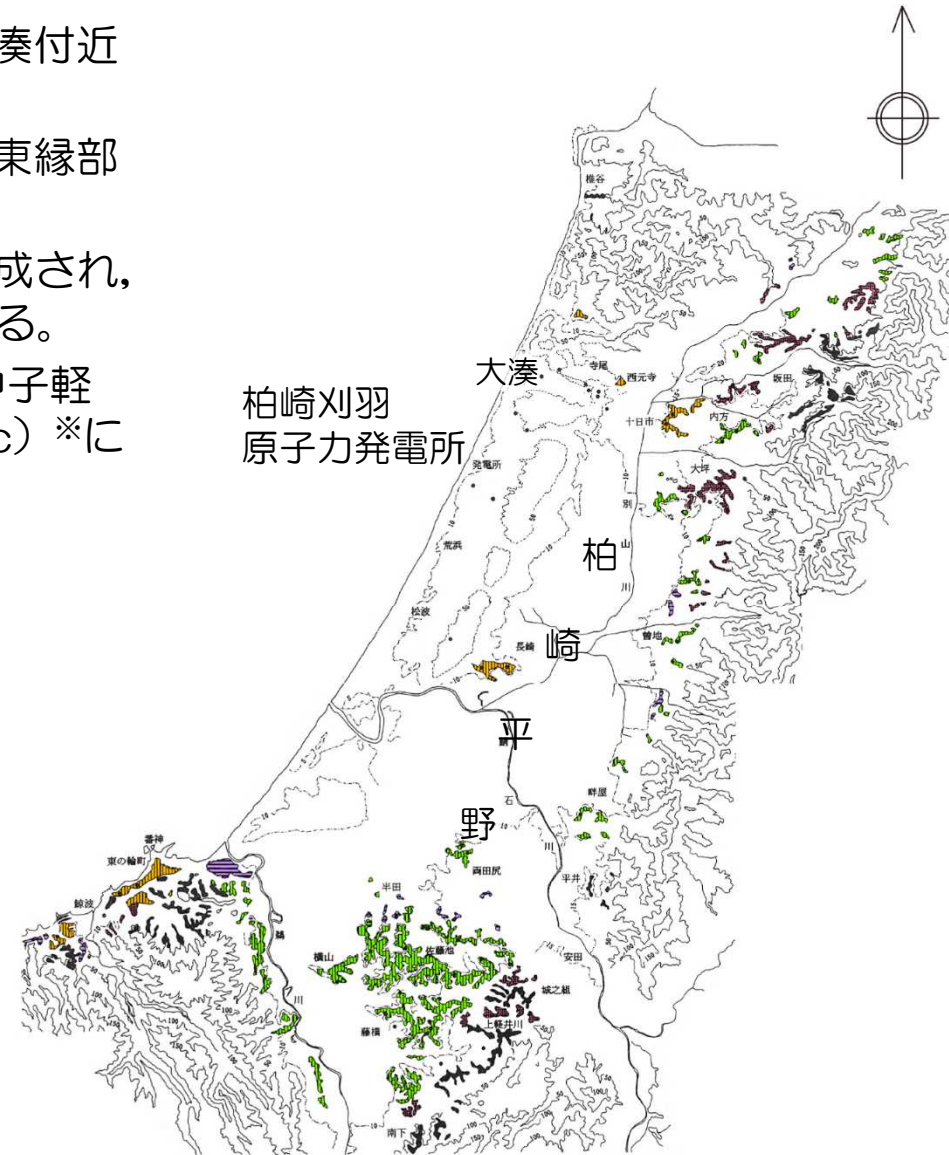 湊付近
東縁部
成され,
る。
申子軽
c）※に
柏崎刈羽
原子力発電所
大湊
椎谷
寺尾
西元寺
十日市
坂田
内方
大坪
発電所
荒浜
松波
長崎
別
山
川
曽地
柏
崎
平
野
石
川
畔屋
平井
安田
番神
東の輪町
鯨波
半田
両田尻
横山
佐藤池
城之組
上軽井川
藤橋
南下
川